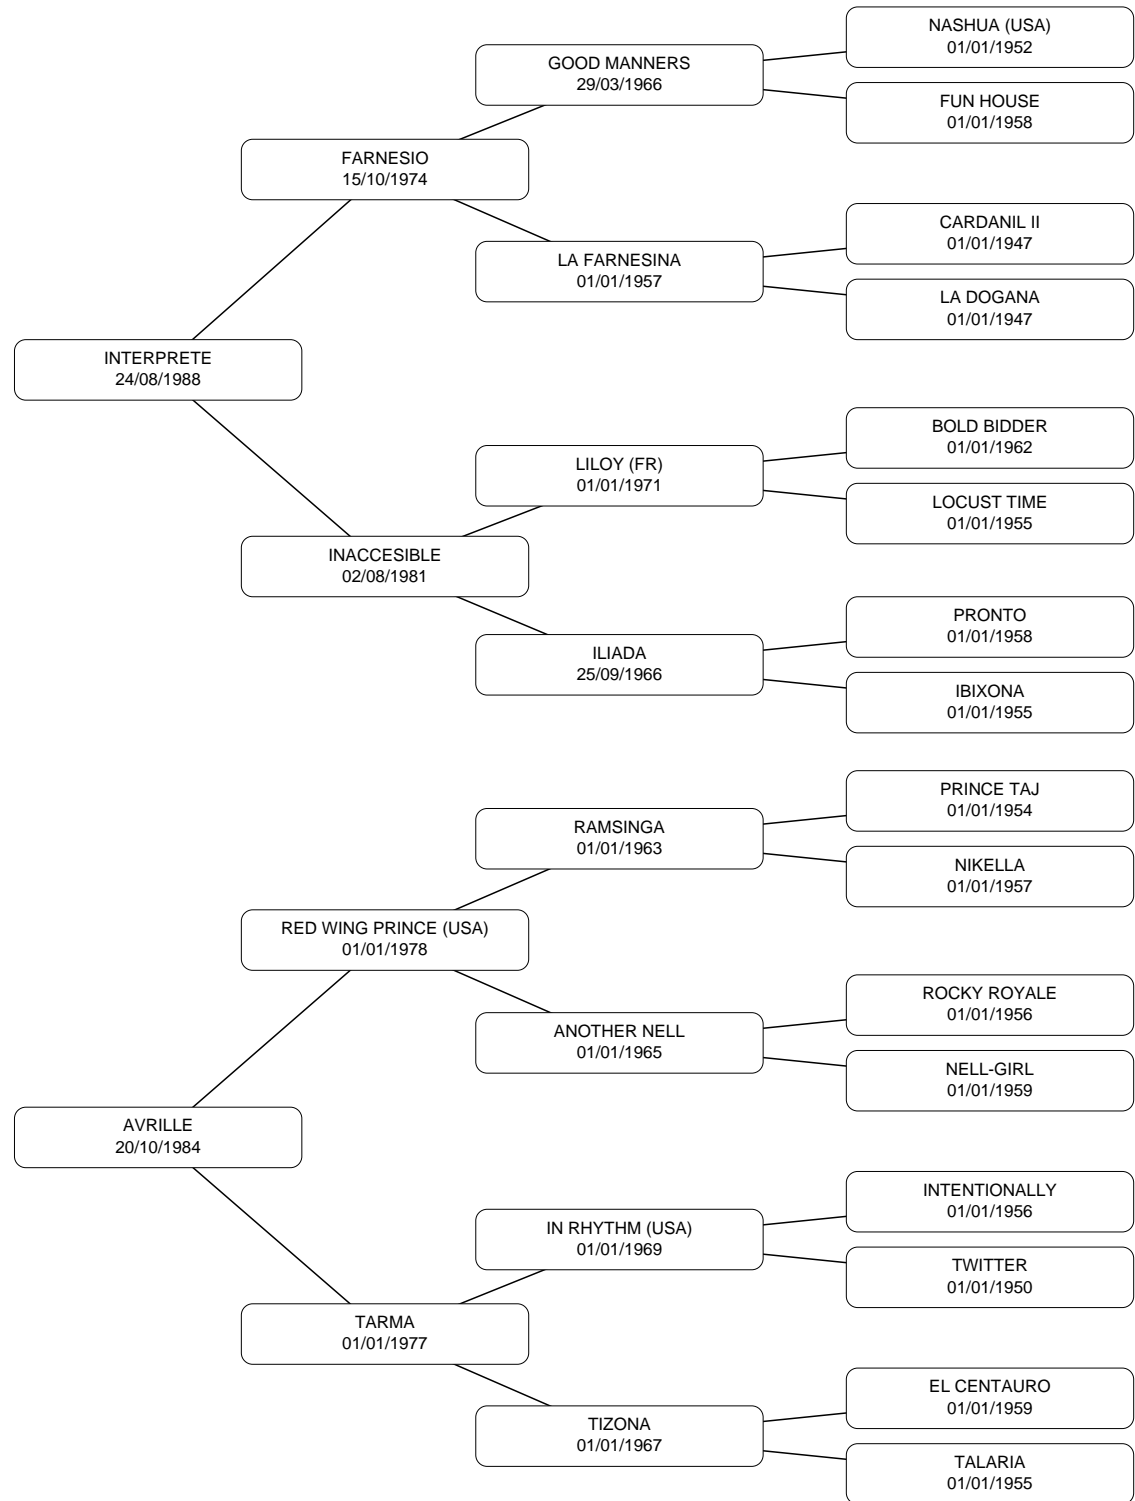 NASHUA (USA)
01/01/1952
GOOD MANNERS
29/03/1966
FUN HOUSE
01/01/1958
FARNESIO
15/10/1974
CARDANIL II
01/01/1947
LA FARNESINA
01/01/1957
LA DOGANA
01/01/1947
INTERPRETE
24/08/1988
BOLD BIDDER
01/01/1962
LILOY (FR)
01/01/1971
LOCUST TIME
01/01/1955
INACCESIBLE
02/08/1981
PRONTO
01/01/1958
ILIADA
25/09/1966
IBIXONA
01/01/1955
PRINCE TAJ
01/01/1954
RAMSINGA
01/01/1963
NIKELLA
01/01/1957
RED WING PRINCE (USA)
01/01/1978
ROCKY ROYALE
01/01/1956
ANOTHER NELL
01/01/1965
NELL-GIRL
01/01/1959
AVRILLE
20/10/1984
INTENTIONALLY
01/01/1956
IN RHYTHM (USA)
01/01/1969
TWITTER
01/01/1950
TARMA
01/01/1977
EL CENTAURO
01/01/1959
TIZONA
01/01/1967
TALARIA
01/01/1955